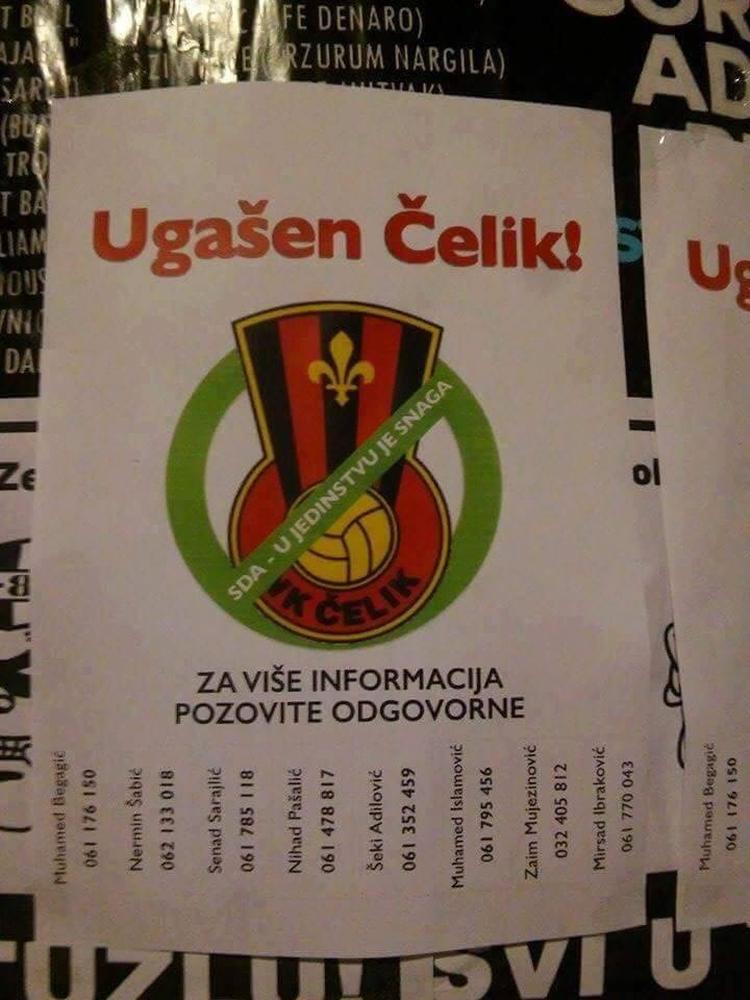 FE DENARO)
RZURUM NARGILA)
AD
Ugašen Čelik!
SDA - U JEDINSTVU JE SNAGA
NK ČELIK
ZA VIŠE INFORMACIJA
POZOVITE ODGOVORNE
Muhamed Begagić
061 176 150
Nermin Šabić
062 133 018
Senad Sarajlić
061 785 118
Nihad Pašalić
061 478 817
Šeki Adilović
061 352 459
Muhamed Islamović
061 795 456
Zaim Mujezinović
032 405 812
Mirsad Ibraković
061 770 043
Ug
Muhamed Begagić
061 176 150